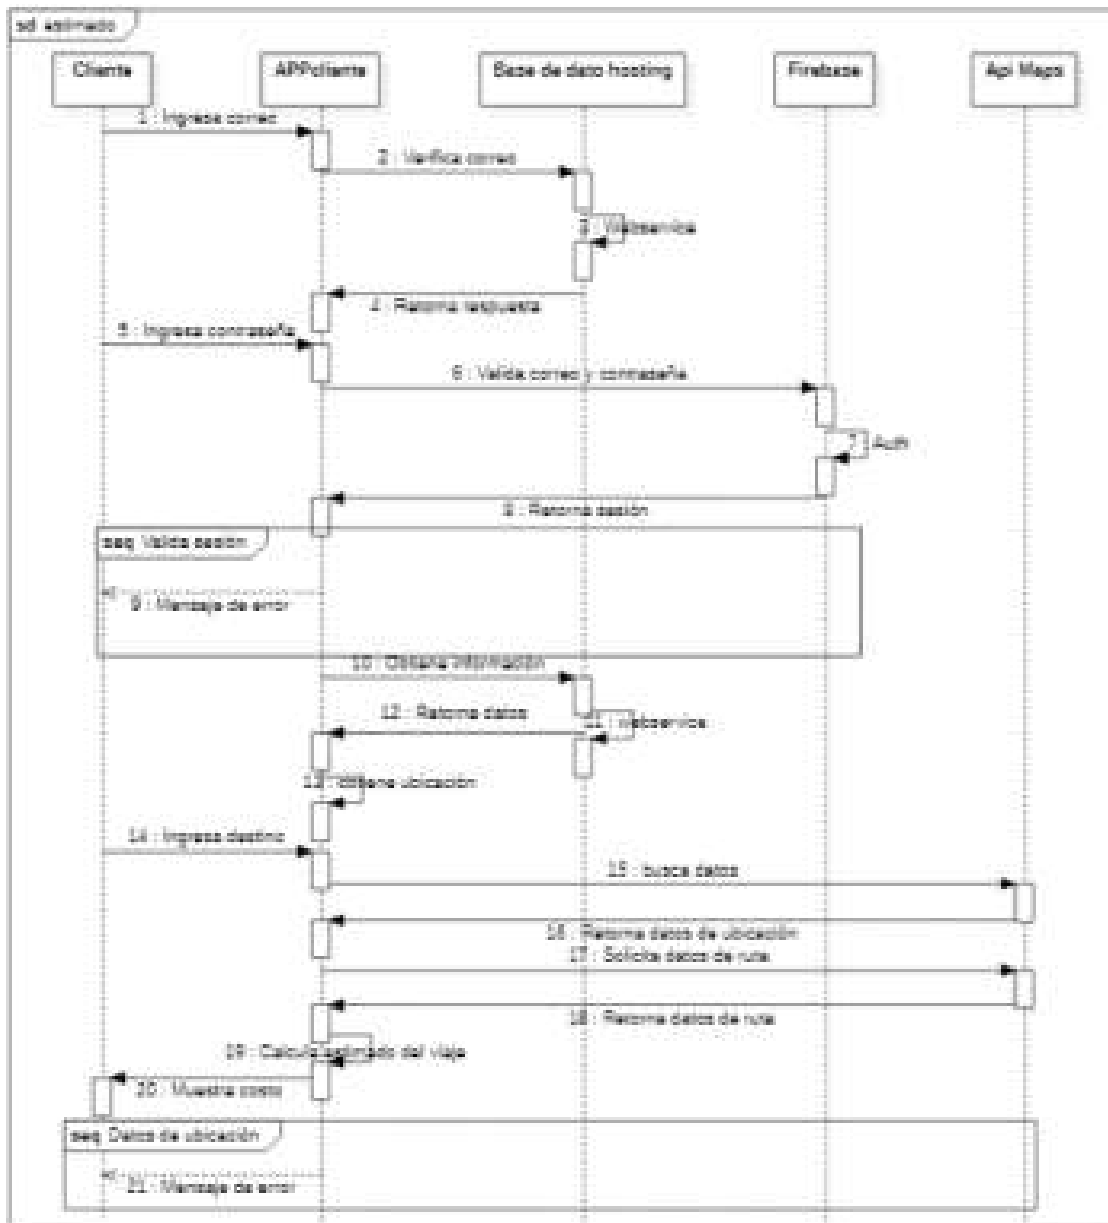 sd estimado
Cliente
APPcliente
Base de dato hosting
Firebase
Api Maps
1 : Ingresa correo
2 : Verifica correo
3 : Webservice
4 : Retorna respuesta
5 : Ingresa contraseña
6 : Valida correo y contraseña
7 : Auth
8 : Retorna sesión
seq Valida sesión
9 : Mensaje de error
10 : Obtiene información
12 : Retorna datos
11 : webservice
13 : obtiene ubicación
14 : Ingresa destino
15 : busca datos
16 : Retorna datos de ubicación
17 : Solicita datos de ruta
18 : Retorna datos de ruta
19 : Calcula estimado del viaje
20 : Muestra costo
seq Datos de ubicación
21 : Mensaje de error